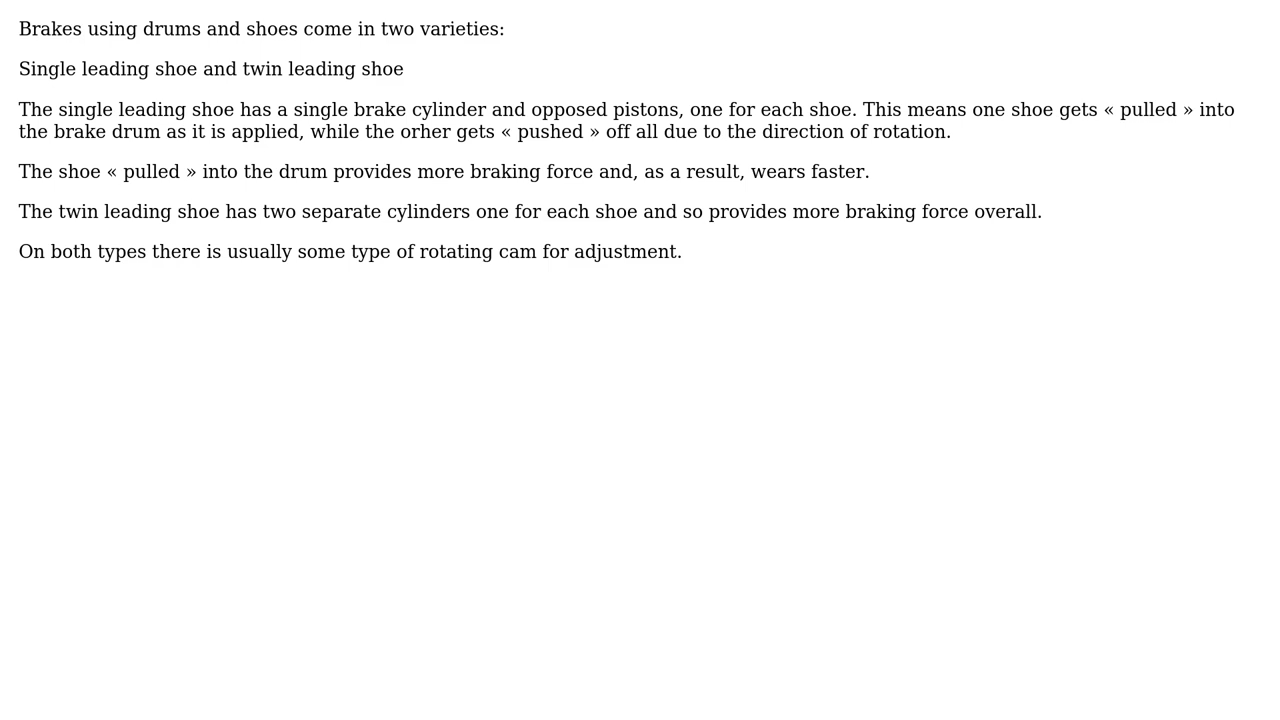 Brakes using drums and shoes come in two varieties:
Single leading shoe and twin leading shoe
The single leading shoe has a single brake cylinder and opposed pistons, one for each shoe. This means one shoe gets « pulled » into
the brake drum as it is applied, while the orher gets « pushed » off all due to the direction of rotation.
The shoe « pulled » into the drum provides more braking force and, as a result, wears faster.
The twin leading shoe has two separate cylinders one for each shoe and so provides more braking force overall.
On both types there is usually some type of rotating cam for adjustment.